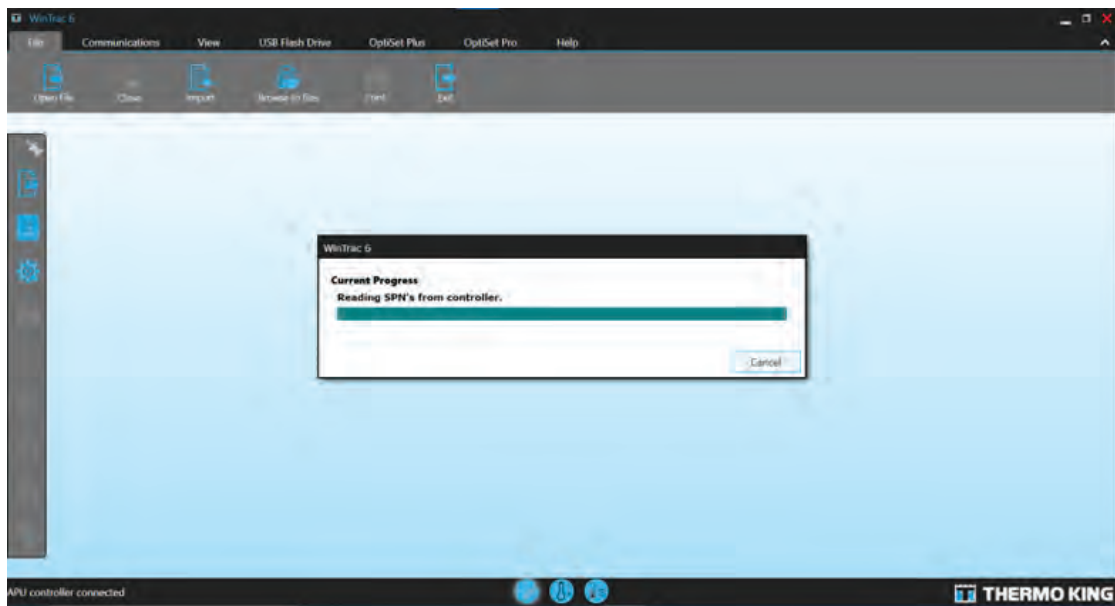 WinTrac 6
File Communications View USB Flash Drive OptiSet Plus OptiSet Pro Help
Open File Close Import Browse to files Print Exit
WinTrac 6
Current Progress
Reading SPN's from controller.
Cancel
APU controller connected
THERMO KING